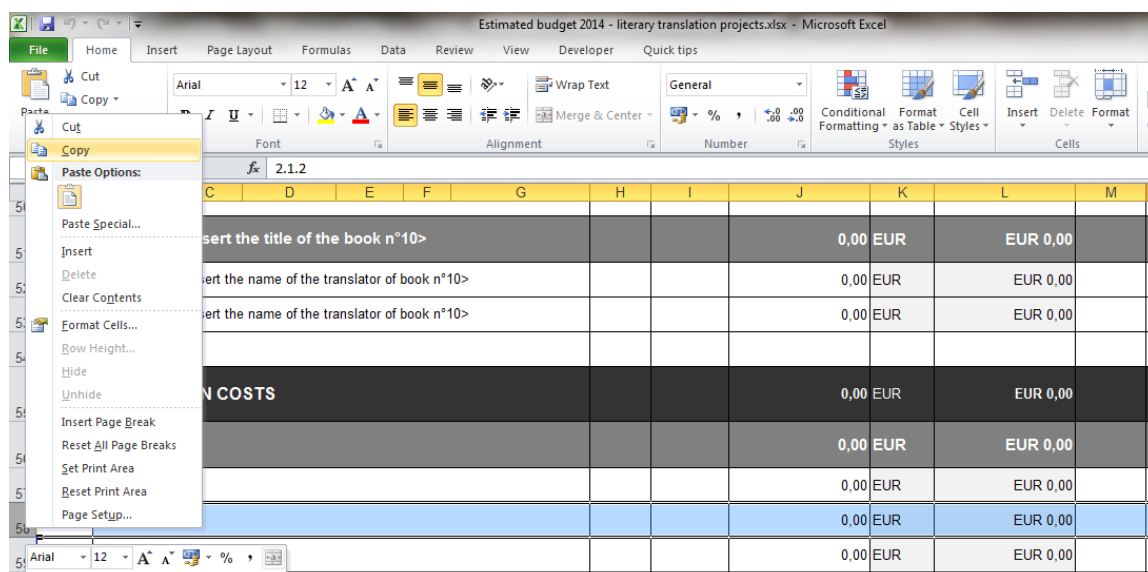 Estimated budget 2014 - literary translation projects.xlsx - Microsoft Excel
File Home Insert Page Layout Formulas Data Review View Developer Quick tips
Cut
Copy
Paste
Arial 12 A A
I U A
Font
Wrap Text
Merge & Center
Alignment
General
% , .0 .00 .00 .0
Number
Conditional Formatting
Format as Table
Cell Styles
Styles
Insert Delete Format
Cells
fx 2.1.2
C D E F G H I J K L M
Cut
Copy
Paste Options:
Paste Special...
Insert
Delete
Clear Contents
Format Cells...
Row Height...
Hide
Unhide
Insert Page Break
Reset All Page Breaks
Set Print Area
Reset Print Area
Page Setup...
sert the title of the book n°10> 0,00 EUR EUR 0,00
sert the name of the translator of book n°10> 0,00 EUR EUR 0,00
sert the name of the translator of book n°10> 0,00 EUR EUR 0,00
N COSTS 0,00 EUR EUR 0,00
0,00 EUR EUR 0,00
0,00 EUR EUR 0,00
0,00 EUR EUR 0,00
0,00 EUR EUR 0,00
Arial 12 A A % ,